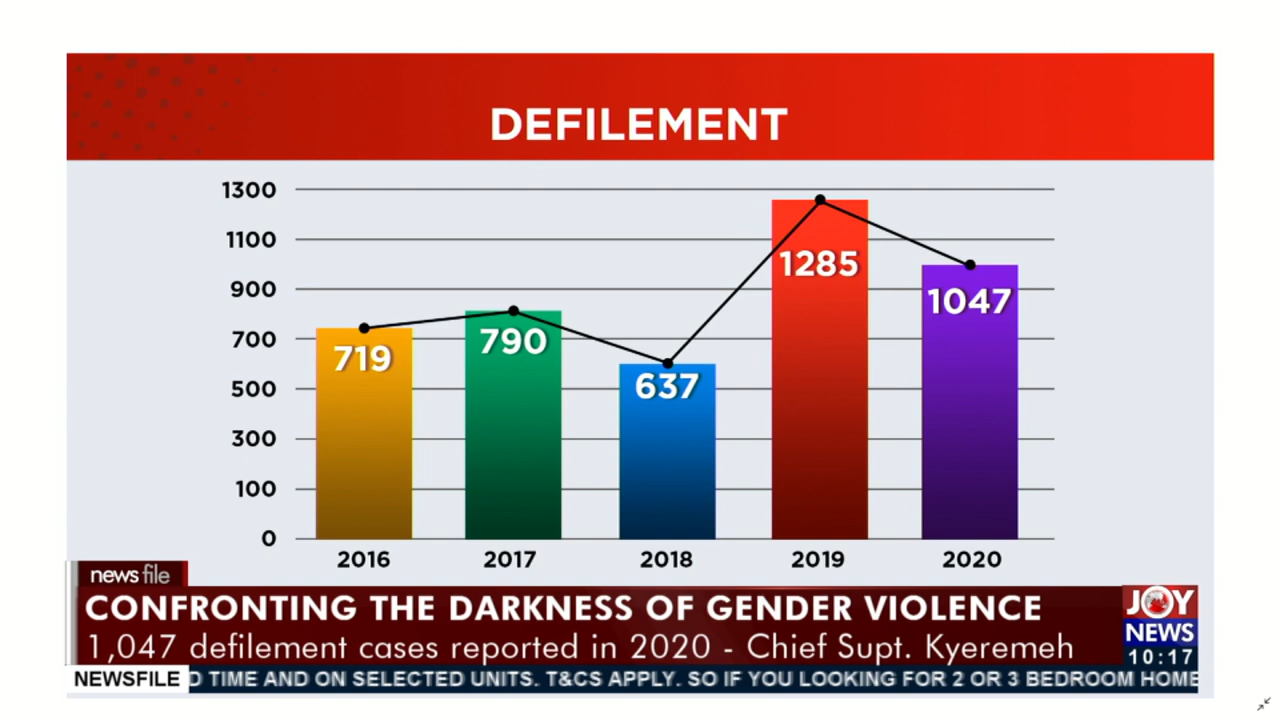 DEFILEMENT
1300
1100
900
700
500
300
100
0
719
790
637
1285
1047
2016 2017 2018 2019 2020
news file
CONFRONTING THE DARKNESS OF GENDER VIOLENCE
1,047 defilement cases reported in 2020 - Chief Supt. Kyeremeh
JOY
NEWS
10:17
NEWSFILE D TIME AND ON SELECTED UNITS. T&CS APPLY. SO IF YOU LOOKING FOR 2 OR 3 BEDROOM HOME